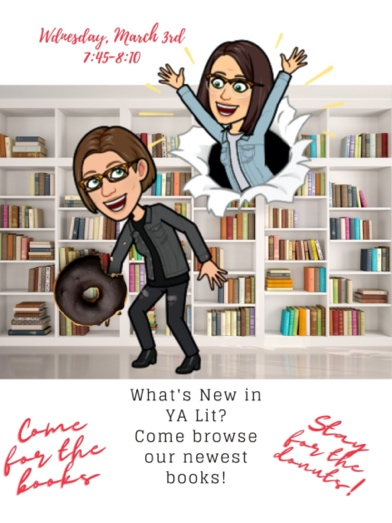 Wdnesday, March 3rd
7:45-8:10
What's New in
YA Lit?
Come browse
our newest
books!
Come
for the
books
Stay
for the
donuts!